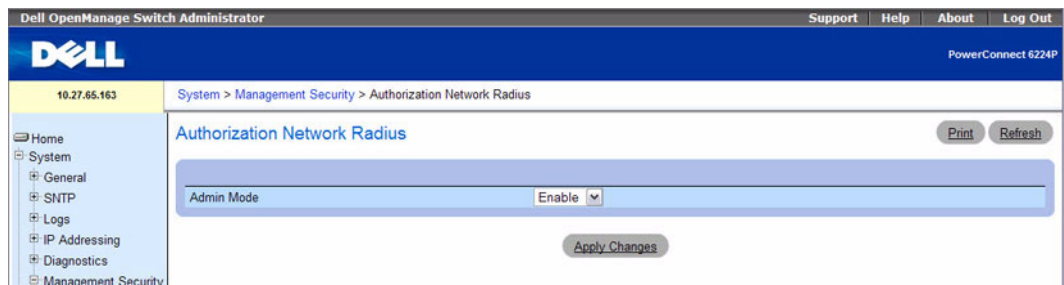 Dell OpenManage Switch Administrator Support Help About Log Out
DELL
PowerConnect 6224P
10.27.65.163 System > Management Security > Authorization Network Radius
Authorization Network Radius Print Refresh
Home
System
General
SNTP
Logs
IP Addressing
Diagnostics
Management Security
Admin Mode Enable
Apply Changes